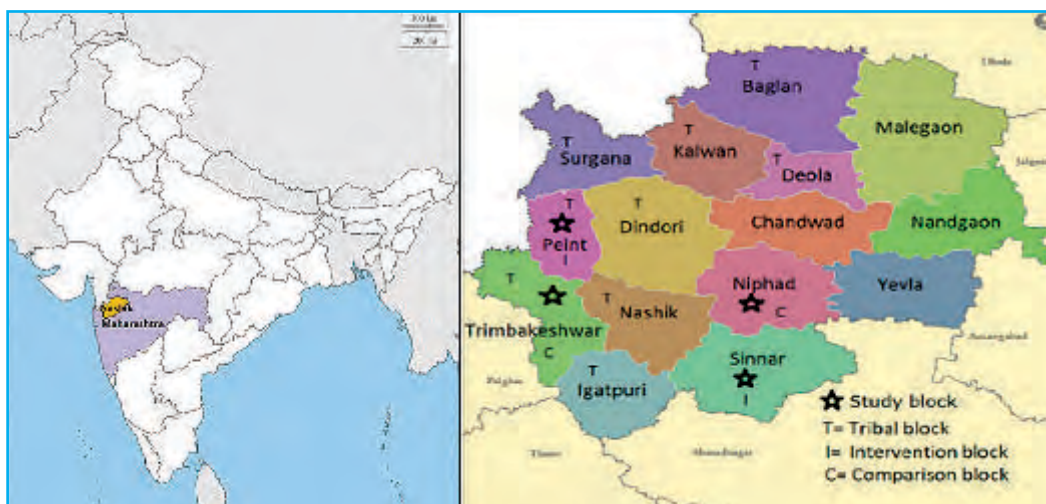 Maharashtra
T
Baglan
Malegaon
T
Surgana
T
Kalwan
T
Deola
T
Peint
I
T
Dindori
Chandwad
Nandgaon
T
Trimbakeshwar
C
T
Nashik
Niphad
C
Yevla
Sinnar
I
T
Igatpuri
Study block
T= Tribal block
I= Intervention block
C= Comparison block